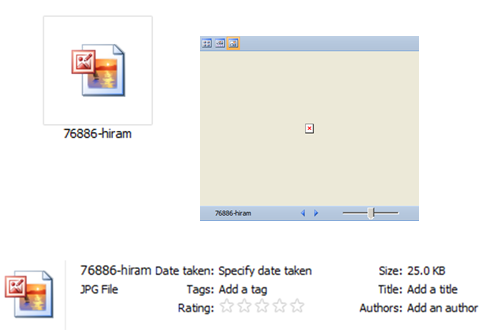 76886-hiram
76886-hiram
76886-hiram Date taken: Specify date taken Size: 25.0 KB
JPG File Tags: Add a tag Title: Add a title
Rating: Authors: Add an author